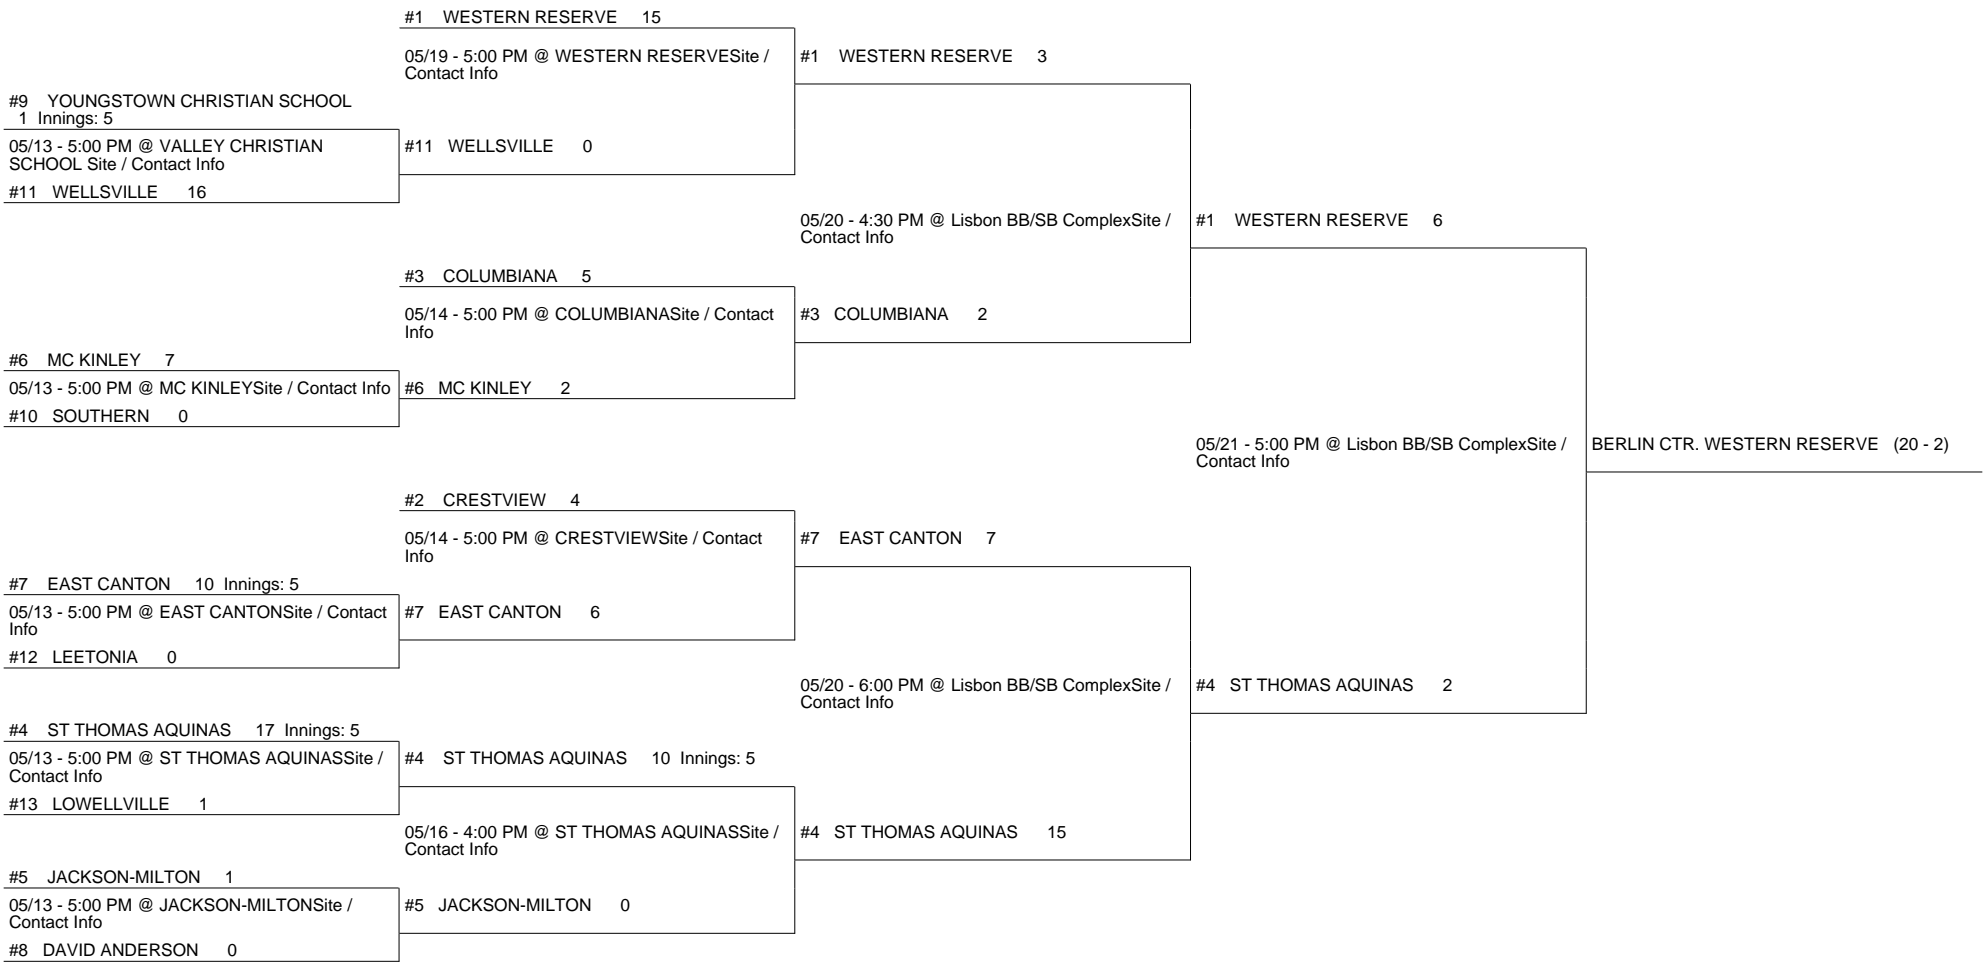 #1 WESTERN RESERVE 15
05/19 - 5:00 PM @ WESTERN RESERVESite /
Contact Info
#1 WESTERN RESERVE 3
#9 YOUNGSTOWN CHRISTIAN SCHOOL
1 Innings: 5
05/13 - 5:00 PM @ VALLEY CHRISTIAN
SCHOOL Site / Contact Info
#11 WELLSVILLE 0
#11 WELLSVILLE 16
05/20 - 4:30 PM @ Lisbon BB/SB ComplexSite /
Contact Info
#1 WESTERN RESERVE 6
#3 COLUMBIANA 5
05/14 - 5:00 PM @ COLUMBIANASite / Contact
Info
#3 COLUMBIANA 2
#6 MC KINLEY 7
05/13 - 5:00 PM @ MC KINLEYSite / Contact Info
#6 MC KINLEY 2
#10 SOUTHERN 0
05/21 - 5:00 PM @ Lisbon BB/SB ComplexSite /
Contact Info
BERLIN CTR. WESTERN RESERVE (20 - 2)
#2 CRESTVIEW 4
05/14 - 5:00 PM @ CRESTVIEWSite / Contact
Info
#7 EAST CANTON 7
#7 EAST CANTON 10 Innings: 5
05/13 - 5:00 PM @ EAST CANTONSite / Contact
Info
#7 EAST CANTON 6
#12 LEETONIA 0
05/20 - 6:00 PM @ Lisbon BB/SB ComplexSite /
Contact Info
#4 ST THOMAS AQUINAS 2
#4 ST THOMAS AQUINAS 17 Innings: 5
05/13 - 5:00 PM @ ST THOMAS AQUINASSite /
Contact Info
#4 ST THOMAS AQUINAS 10 Innings: 5
#13 LOWELLVILLE 1
05/16 - 4:00 PM @ ST THOMAS AQUINASSite /
Contact Info
#4 ST THOMAS AQUINAS 15
#5 JACKSON-MILTON 1
05/13 - 5:00 PM @ JACKSON-MILTONSite /
Contact Info
#5 JACKSON-MILTON 0
#8 DAVID ANDERSON 0